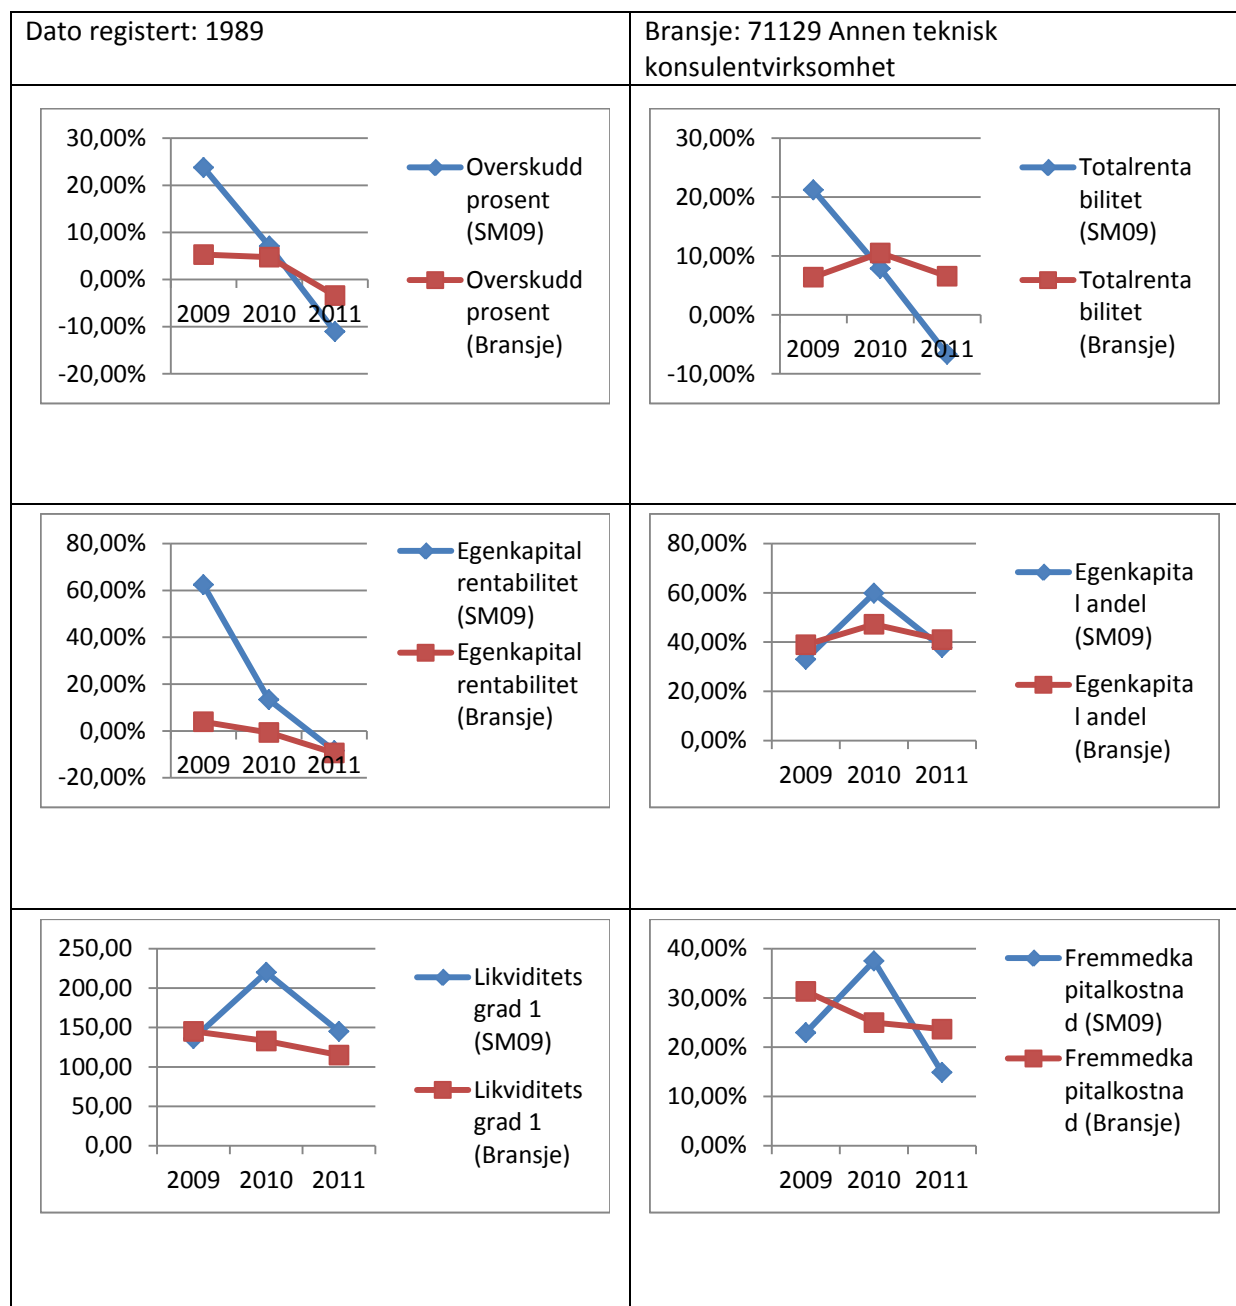 Dato registert: 1989
Bransje: 71129 Annen teknisk
konsulentvirksomhet
30,00%
20,00%
10,00%
0,00%
-10,00%
-20,00%
2009 2010 2011
Overskudd
prosent
(SM09)
Overskudd
prosent
(Bransje)
30,00%
20,00%
10,00%
0,00%
-10,00%
2009 2010 2011
Totalrenta
bilitet
(SM09)
Totalrenta
bilitet
(Bransje)
80,00%
60,00%
40,00%
20,00%
0,00%
-20,00%
2009 2010 2011
Egenkapital
rentabilitet
(SM09)
Egenkapital
rentabilitet
(Bransje)
80,00%
60,00%
40,00%
20,00%
0,00%
2009 2010 2011
Egenkapita
l andel
(SM09)
Egenkapita
l andel
(Bransje)
250,00
200,00
150,00
100,00
50,00
0,00
2009 2010 2011
Likviditets
grad 1
(SM09)
Likviditets
grad 1
(Bransje)
40,00%
30,00%
20,00%
10,00%
0,00%
2009 2010 2011
Fremmedka
pitalkostna
d (SM09)
Fremmedka
pitalkostna
d (Bransje)